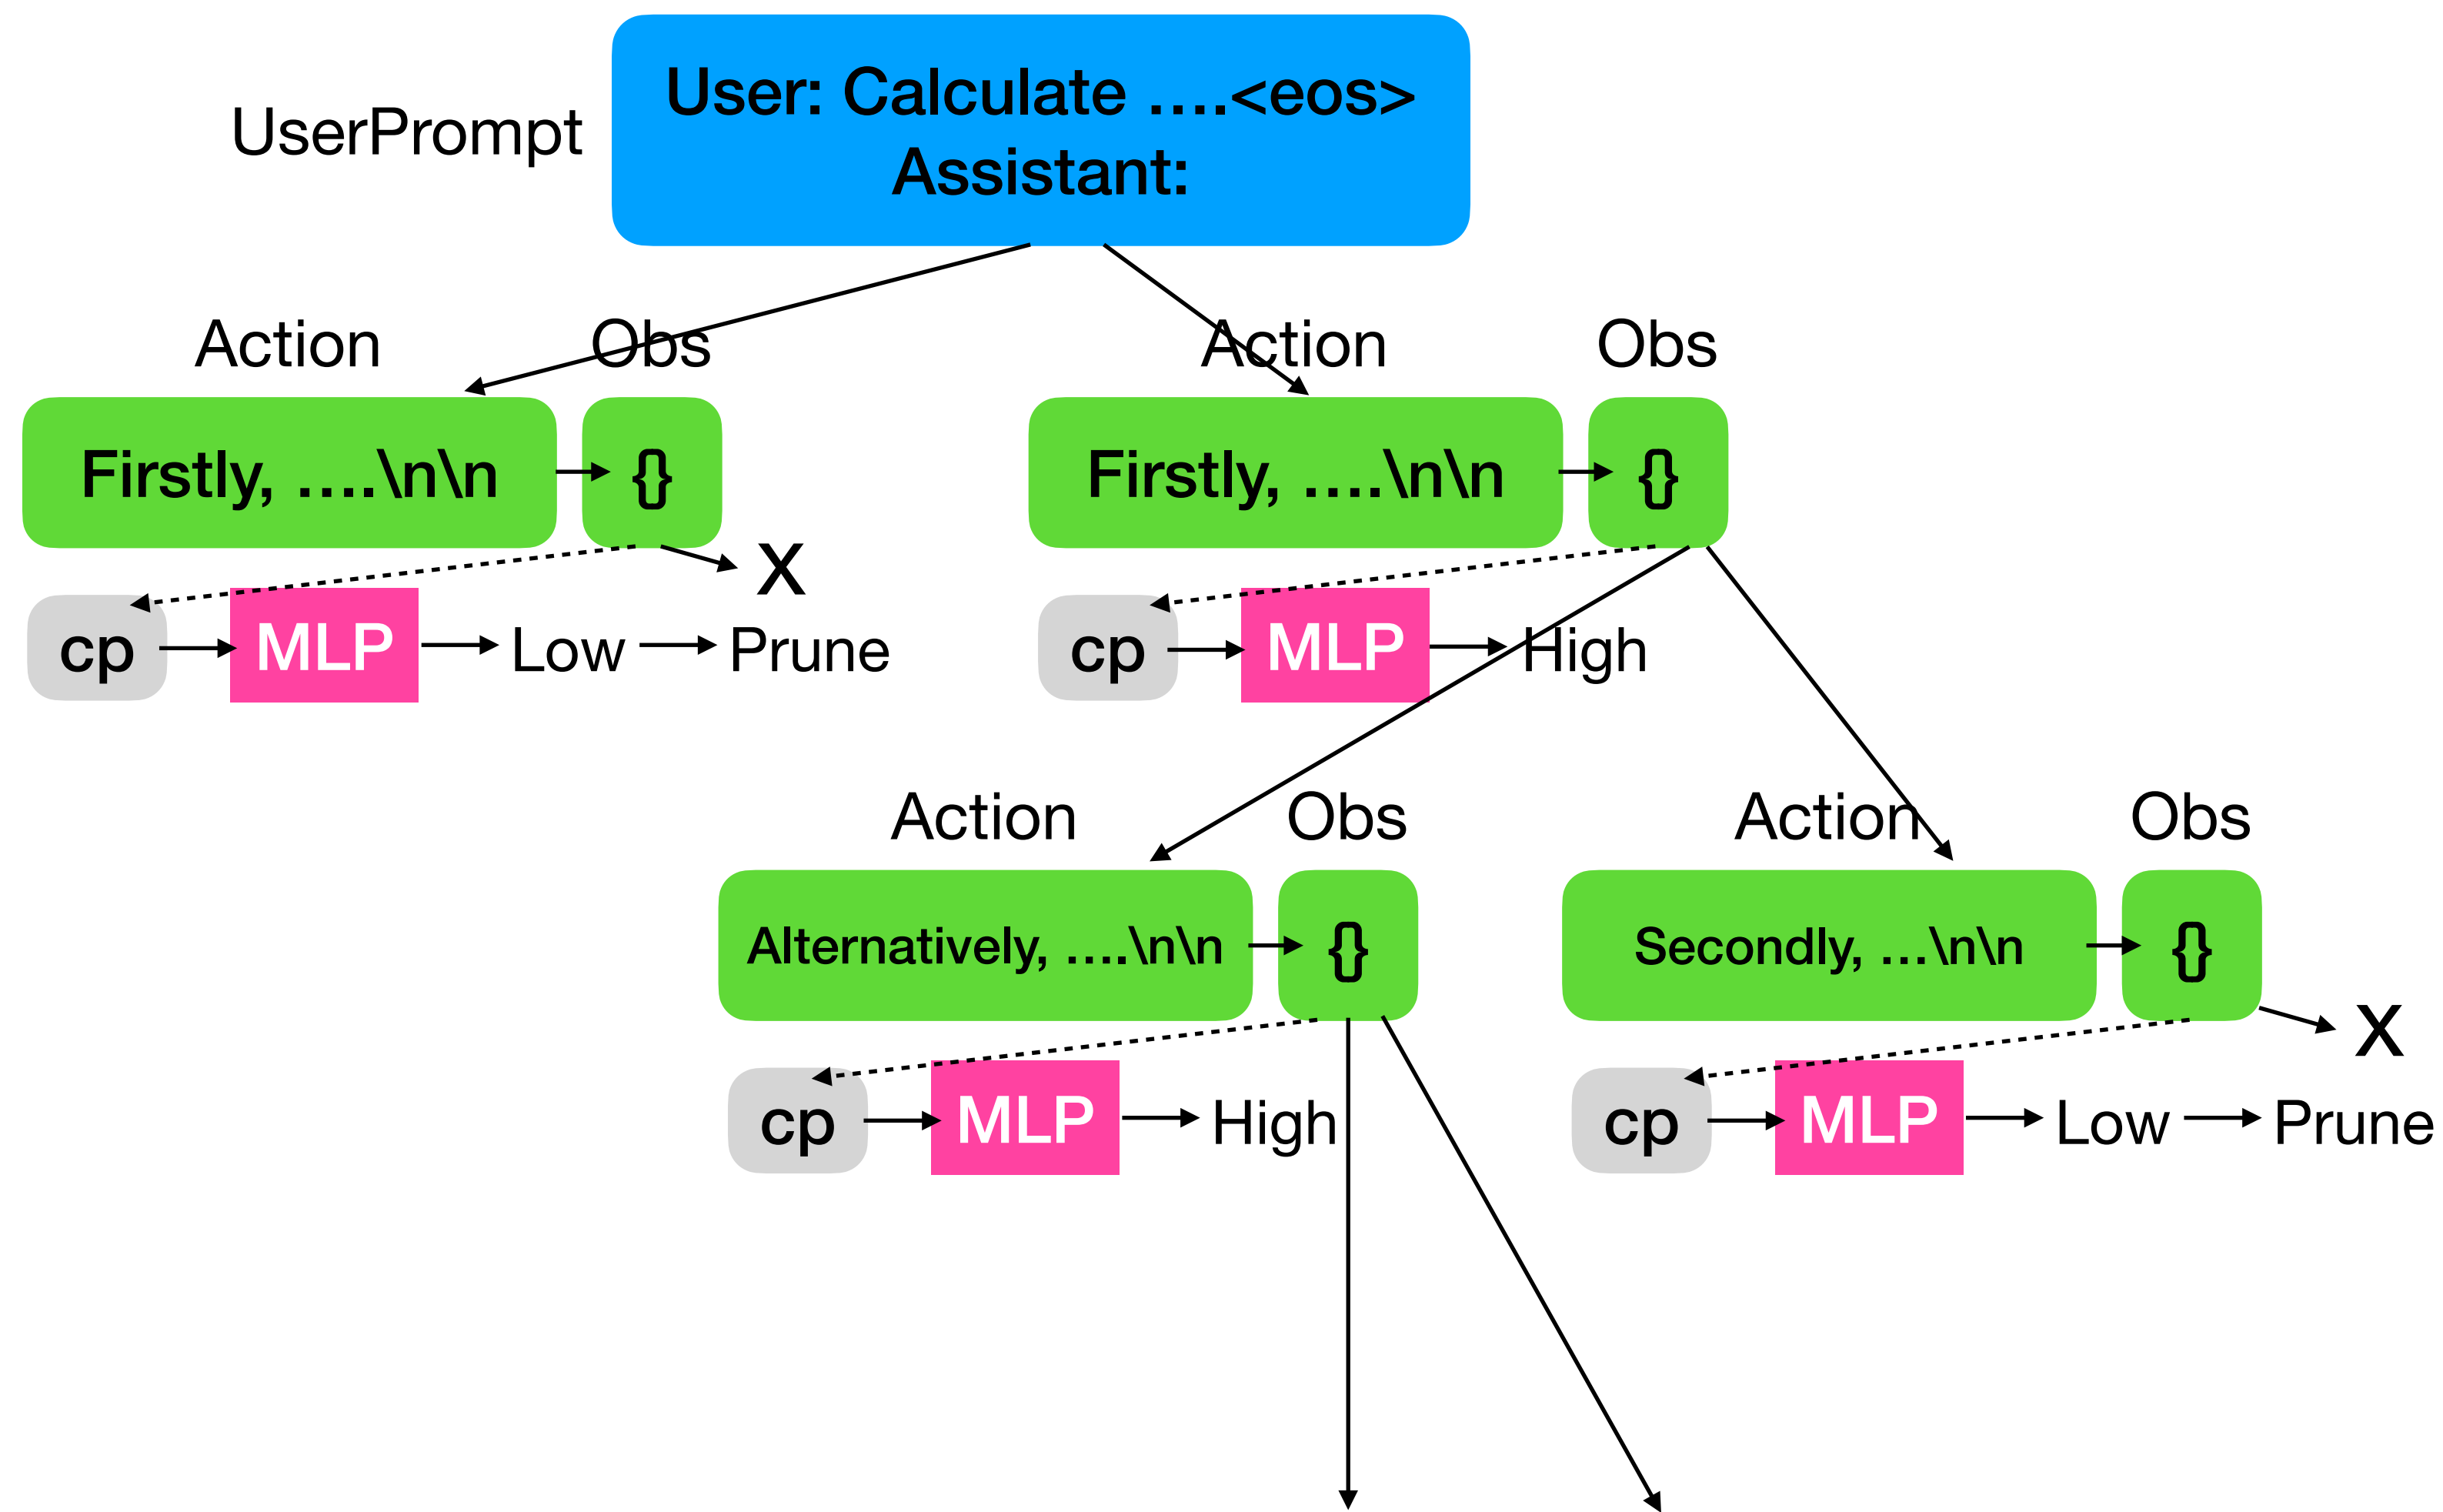 User: Calculate ....<eos>
Assistant:
UserPrompt
Action
Obs
Action
Obs
Firstly, ....\n\n
{}
Firstly, ....\n\n
{}
X
cp
MLP
Low
Prune
cp
MLP
High
Action
Obs
Action
Obs
Alternatively, ....\n\n
{}
Secondly, ...\n\n
{}
X
cp
MLP
High
cp
MLP
Low
Prune